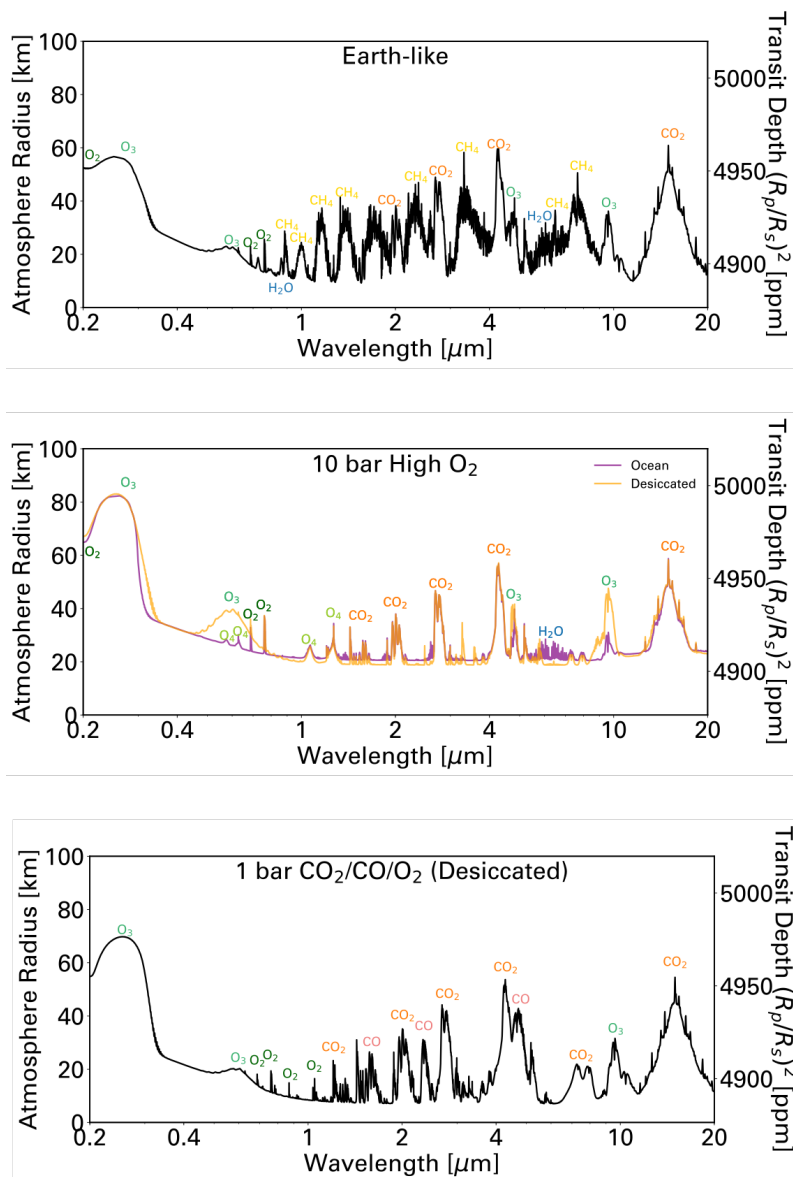 Earth-like
Atmosphere Radius [km]
Transit Depth (Rp/Rs)² [ppm]
100
80
60
40
20
0
5000
4950
4900
O₂
O₃
O₃
O₂
O₂
H₂O
CH₄
CH₄
CH₄
CH₄
CO₂
CH₄
CO₂
CH₄
CO₂
O₃
H₂O
CH₄
CH₄
O₃
CO₂
0.2
0.4
1
2
4
10
20
Wavelength [μm]
10 bar High O₂
Ocean
Desiccated
Atmosphere Radius [km]
Transit Depth (Rp/Rs)² [ppm]
100
80
60
40
20
0
5000
4950
4900
O₂
O₃
O₃
O₄
O₄
O₂
O₂
O₄
O₄
CO₂
CO₂
CO₂
CO₂
O₃
H₂O
O₃
CO₂
0.2
0.4
1
2
4
10
20
Wavelength [μm]
1 bar CO₂/CO/O₂ (Desiccated)
Atmosphere Radius [km]
Transit Depth (Rp/Rs)² [ppm]
100
80
60
40
20
0
5000
4950
4900
O₃
O₃
O₂
O₂
O₂
O₂
CO₂
CO
CO₂
CO
CO₂
CO₂
CO
CO₂
O₃
CO₂
0.2
0.4
1
2
4
10
20
Wavelength [μm]